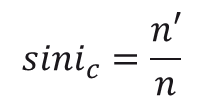 sini_c = n'/n